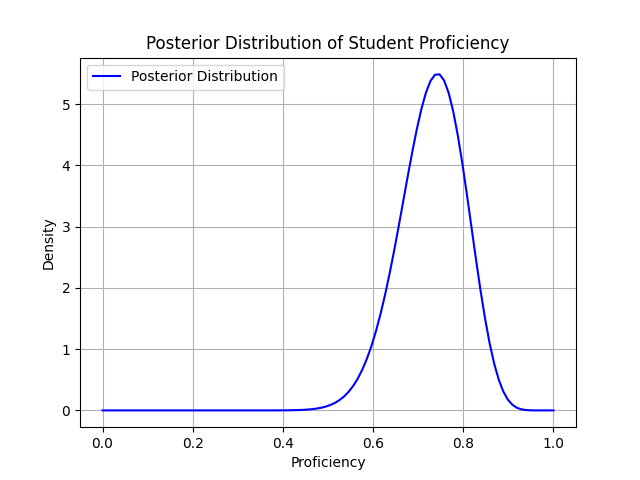 Posterior Distribution of Student Proficiency
Posterior Distribution
Density
5
4
3
2
1
0
0.0 0.2 0.4 0.6 0.8 1.0
Proficiency